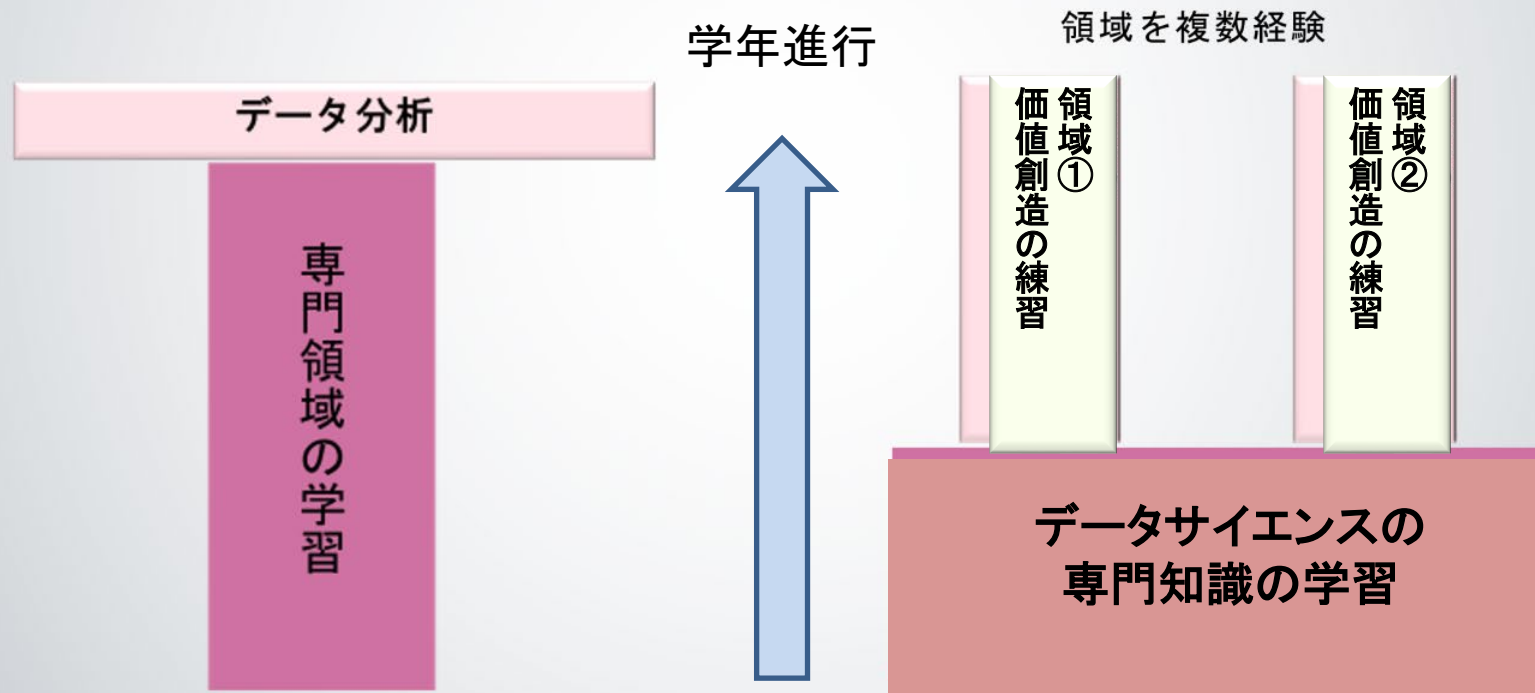 学年進行
領域を複数経験
データ分析
専門領域の学習
領域①
価値創造の練習
領域②
価値創造の練習
データサイエンスの
専門知識の学習